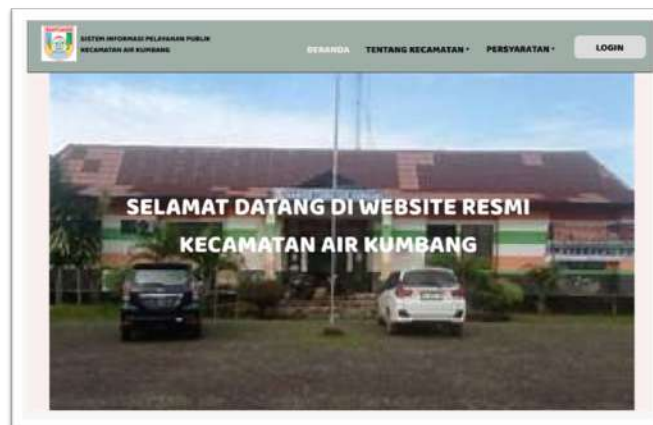 SISTEM INFORMASI PELAYANAN PUBLIK
KECAMATAN AIR KUMBANG
BERANDA TENTANG KECAMATAN PERSYARATAN LOGIN
SELAMAT DATANG DI WEBSITE RESMI
KECAMATAN AIR KUMBANG